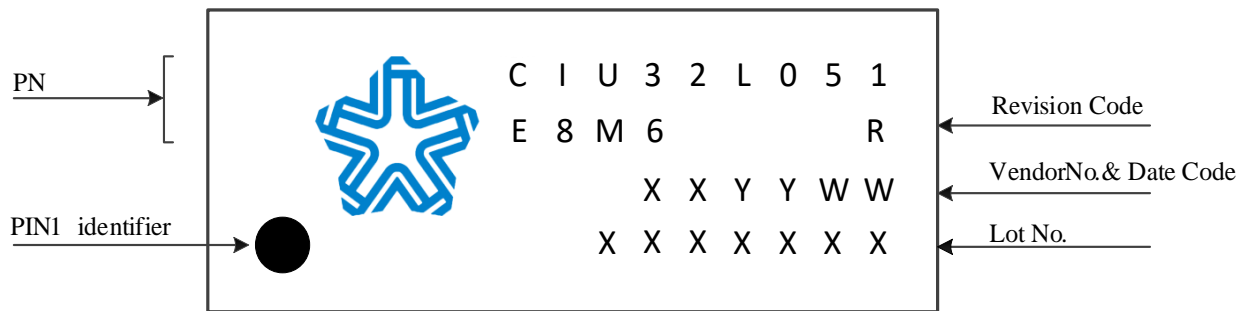 PN
C I U 3 2 L 0 5 1
E 8 M 6 R
Revision Code
X X Y Y W W
VendorNo.& Date Code
PIN1 identifier
X X X X X X X
Lot No.